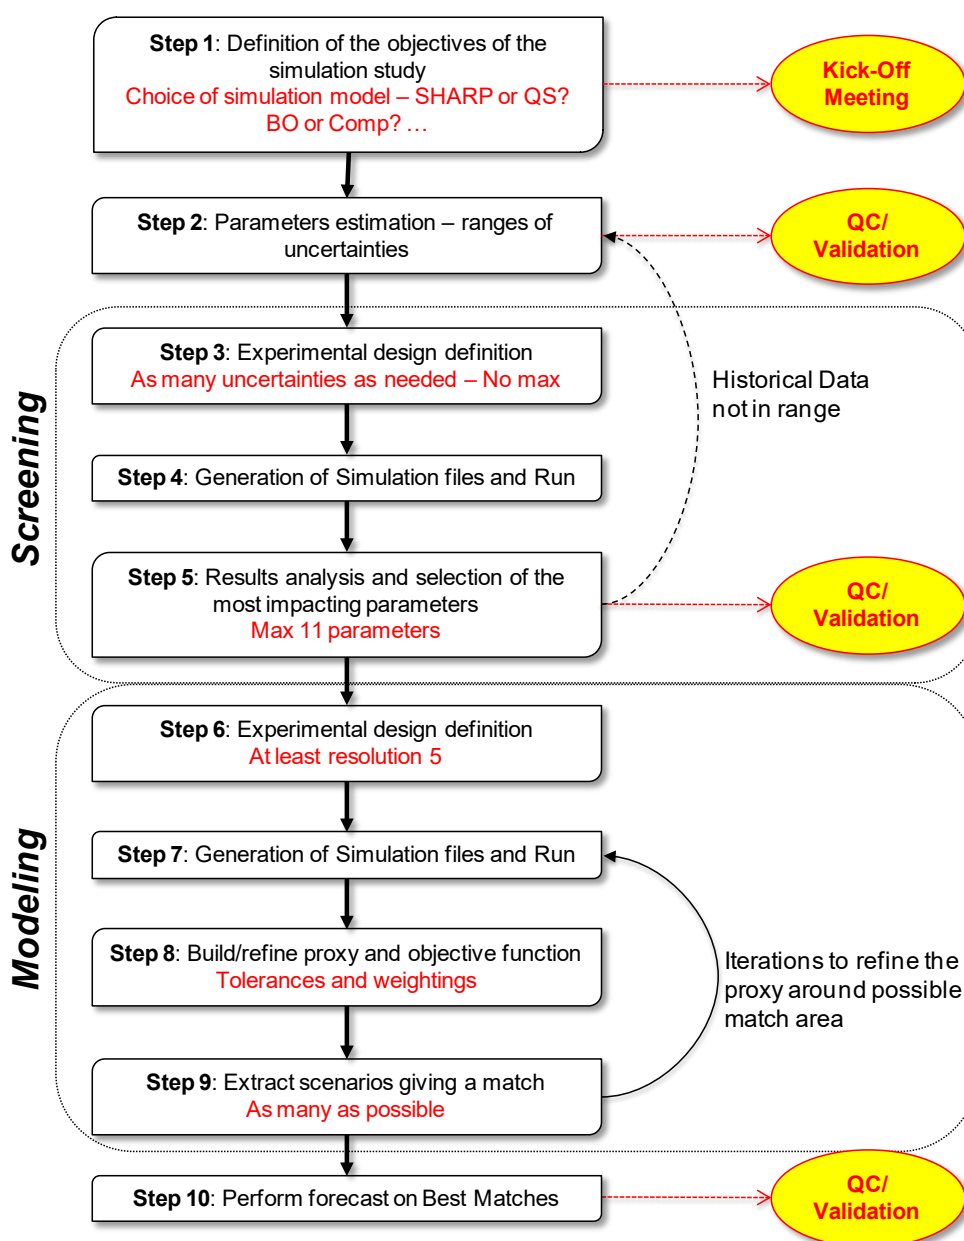 Step 1: Definition of the objectives of the
simulation study
Choice of simulation model – SHARP or QS?
BO or Comp? ...
Kick-Off
Meeting
Step 2: Parameters estimation – ranges of
uncertainties
QC/
Validation
Screening
Step 3: Experimental design definition
As many uncertainties as needed – No max
Historical Data
not in range
Step 4: Generation of Simulation files and Run
Step 5: Results analysis and selection of the
most impacting parameters
Max 11 parameters
QC/
Validation
Modeling
Step 6: Experimental design definition
At least resolution 5
Step 7: Generation of Simulation files and Run
Step 8: Build/refine proxy and objective function
Tolerances and weightings
Iterations to refine the
proxy around possible
match area
Step 9: Extract scenarios giving a match
As many as possible
Step 10: Perform forecast on Best Matches
QC/
Validation